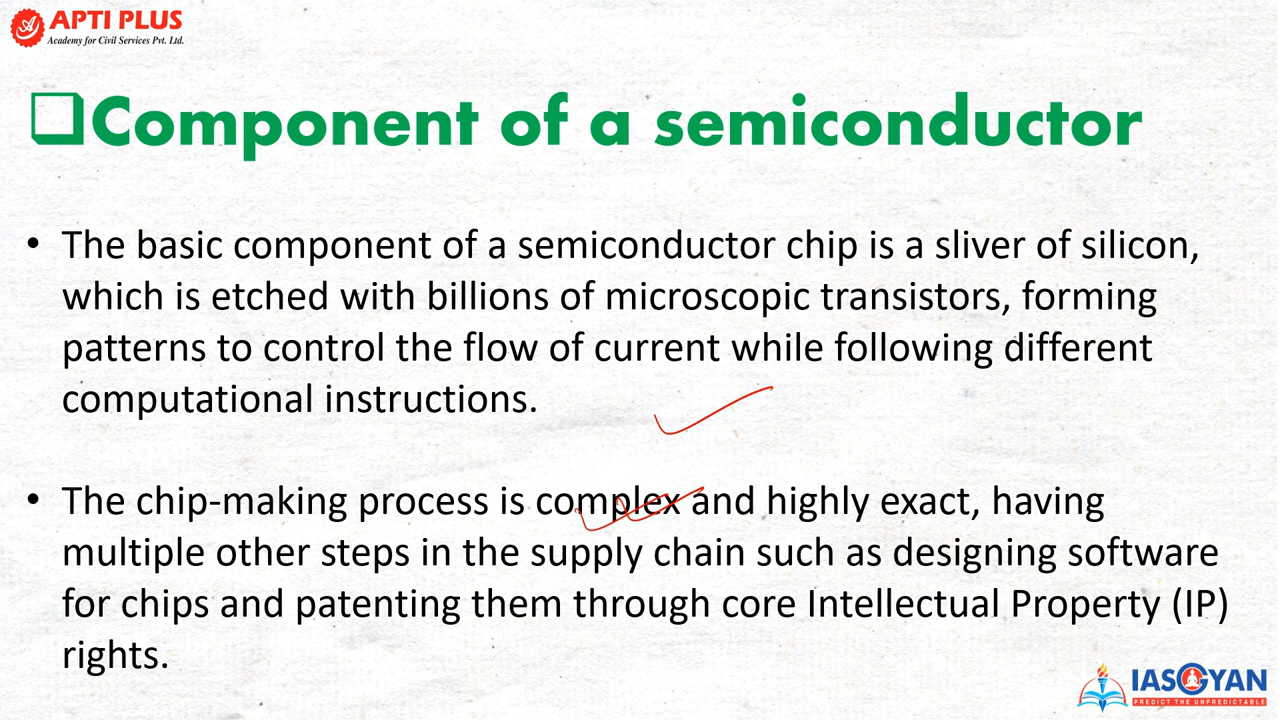 APTI PLUS
Academy for Civil Services Pvt. Ltd.
Component of a semiconductor
• The basic component of a semiconductor chip is a sliver of silicon,
which is etched with billions of microscopic transistors, forming
patterns to control the flow of current while following different
computational instructions.
• The chip-making process is complex and highly exact, having
multiple other steps in the supply chain such as designing software
for chips and patenting them through core Intellectual Property (IP)
rights.
IASGYAN
PREDICT THE UNPREDICTABLE